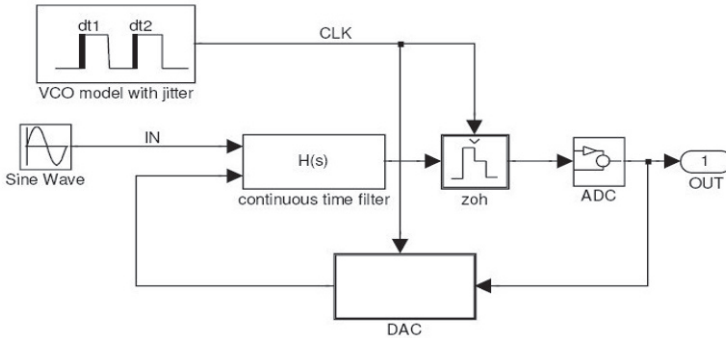 dt1 dt2
CLK
VCO model with jitter
IN
H(s)
1
Sine Wave
continuous time filter
zoh
ADC
OUT
DAC